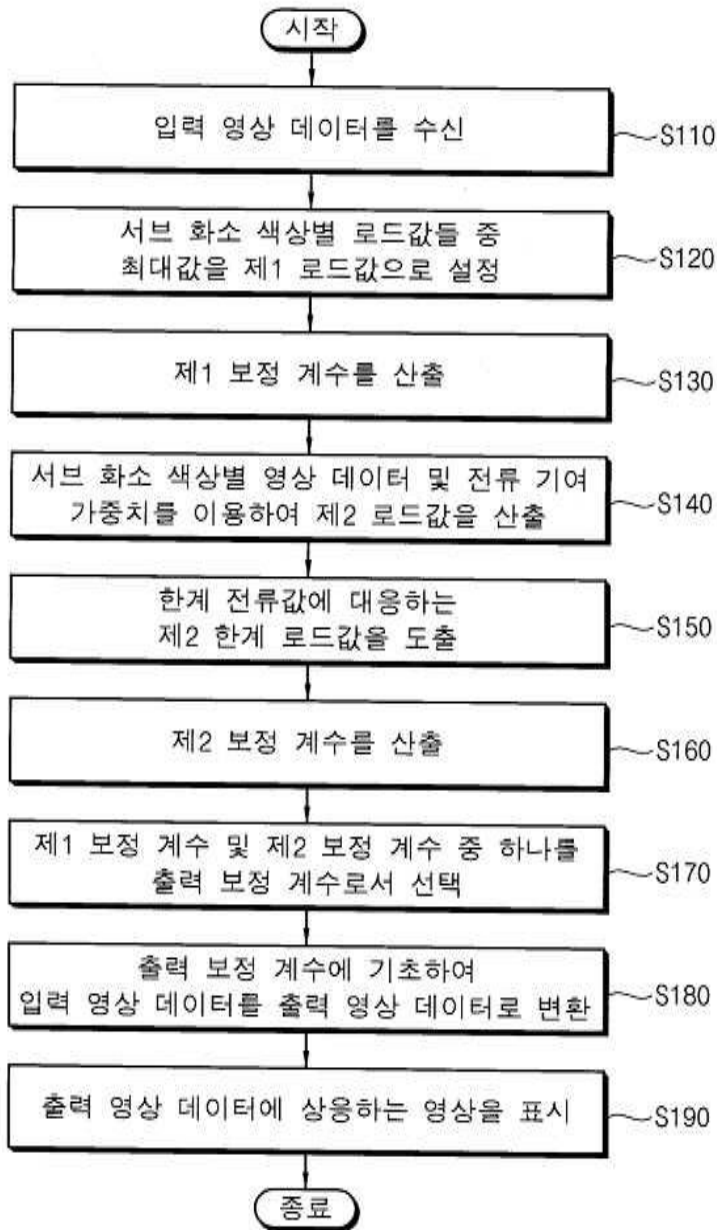 시작
입력 영상 데이터를 수신
S110
서브 화소 색상별 로드값들 중
최대값을 제1 로드값으로 설정
S120
제1 보정 계수를 산출
S130
서브 화소 색상별 영상 데이터 및 전류 기여
가중치를 이용하여 제2 로드값을 산출
S140
한계 전류값에 대응하는
제2 한계 로드값을 도출
S150
제2 보정 계수를 산출
S160
제1 보정 계수 및 제2 보정 계수 중 하나를
출력 보정 계수로서 선택
S170
출력 보정 계수에 기초하여
입력 영상 데이터를 출력 영상 데이터로 변환
S180
출력 영상 데이터에 상응하는 영상을 표시
S190
종료